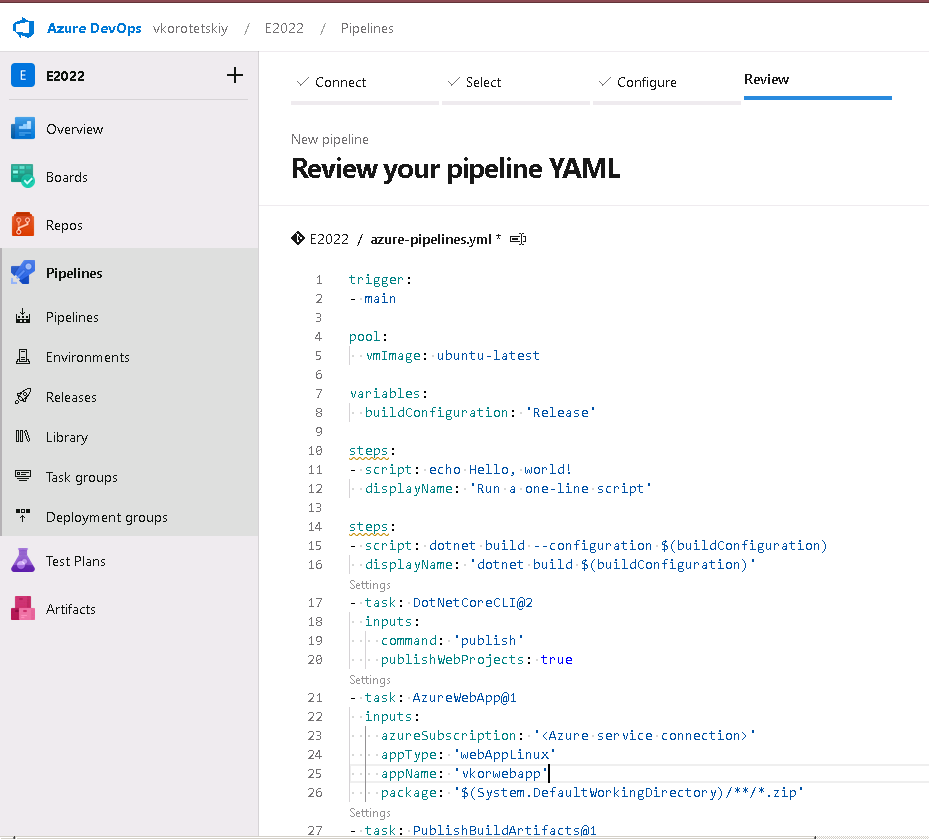 Azure DevOps vkorotetskiy / E2022 / Pipelines
E E2022
Overview
Boards
Repos
Pipelines
Pipelines
Environments
Releases
Library
Task groups
Deployment groups
Test Plans
Artifacts
Connect
Select
Configure
Review
New pipeline
Review your pipeline YAML
E2022 / azure-pipelines.yml *
1 trigger:
2 - main
3
4 pool:
5   vmImage: ubuntu-latest
6
7 variables:
8   buildConfiguration: 'Release'
9
10 steps:
11 - script: echo Hello, world!
12   displayName: 'Run a one-line script'
13
14 steps:
15 - script: dotnet build --configuration $(buildConfiguration)
16   displayName: 'dotnet build $(buildConfiguration)'
Settings
17 - task: DotNetCoreCLI@2
18   inputs:
19     command: 'publish'
20     publishWebProjects: true
Settings
21 - task: AzureWebApp@1
22   inputs:
23     azureSubscription: '<Azure service connection>'
24     appType: 'webAppLinux'
25     appName: 'vkorwebapp'
26     package: '$(System.DefaultWorkingDirectory)/**/*.zip'
Settings
27 - task: PublishBuildArtifacts@1